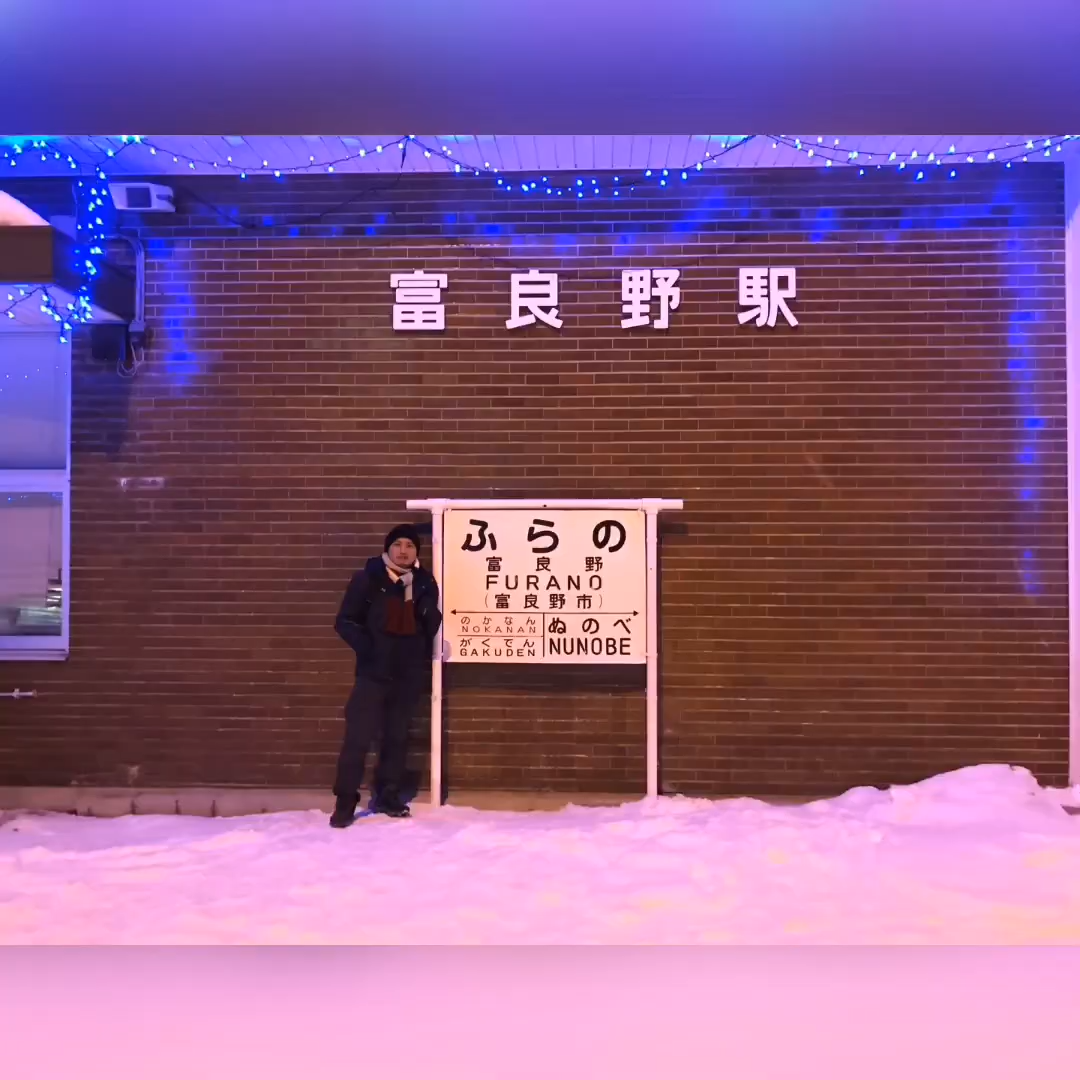 富良野駅
ふらの
富良野
FURANO
(富良野市)
のかなん
NOKANAN
がくでん
GAKUDEN
ぬのべ
NUNOBE